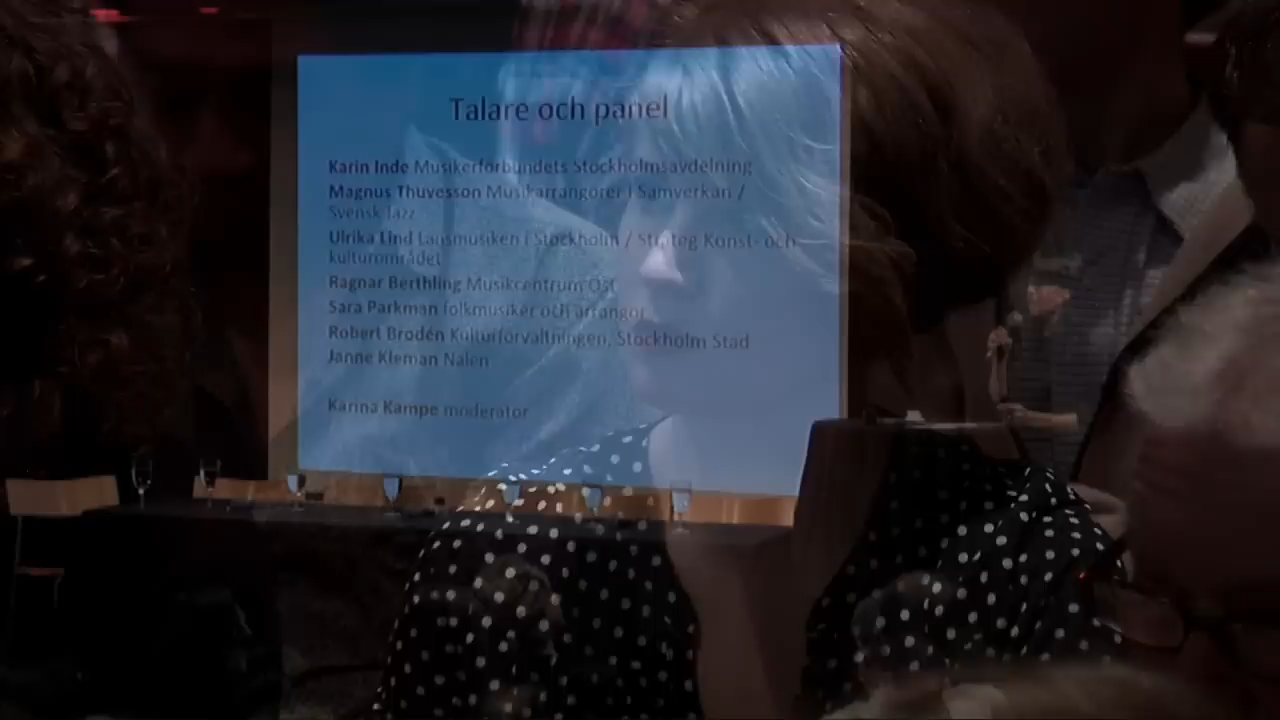 Talare och panel
Karin Inde Musikerförbundets Stockholmsavdelning
Magnus Thuvesson Musikarrangörer i Samverkan /
Svensk Jazz
Ulrika Lind Länsmusiken i Stockholm / Strateg Konst- och
kulturområdet
Ragnar Berthling Musikcentrum Öst
Sara Parkman folkmusiker och arrangör
Robert Brodén Kulturförvaltningen, Stockholm Stad
Janne Kleman Nalen
Karina Kampe moderator